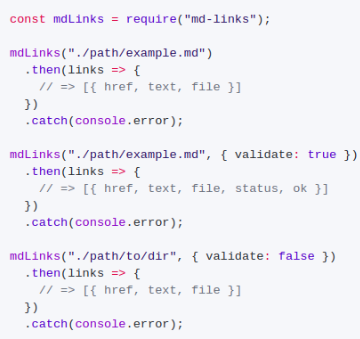 const mdLinks = require("md-links");

mdLinks("./path/example.md")
  .then(links => {
    // => [{ href, text, file }]
  })
  .catch(console.error);

mdLinks("./path/example.md", { validate: true })
  .then(links => {
    // => [{ href, text, file, status, ok }]
  })
  .catch(console.error);

mdLinks("./path/to/dir", { validate: false })
  .then(links => {
    // => [{ href, text, file }]
  })
  .catch(console.error);